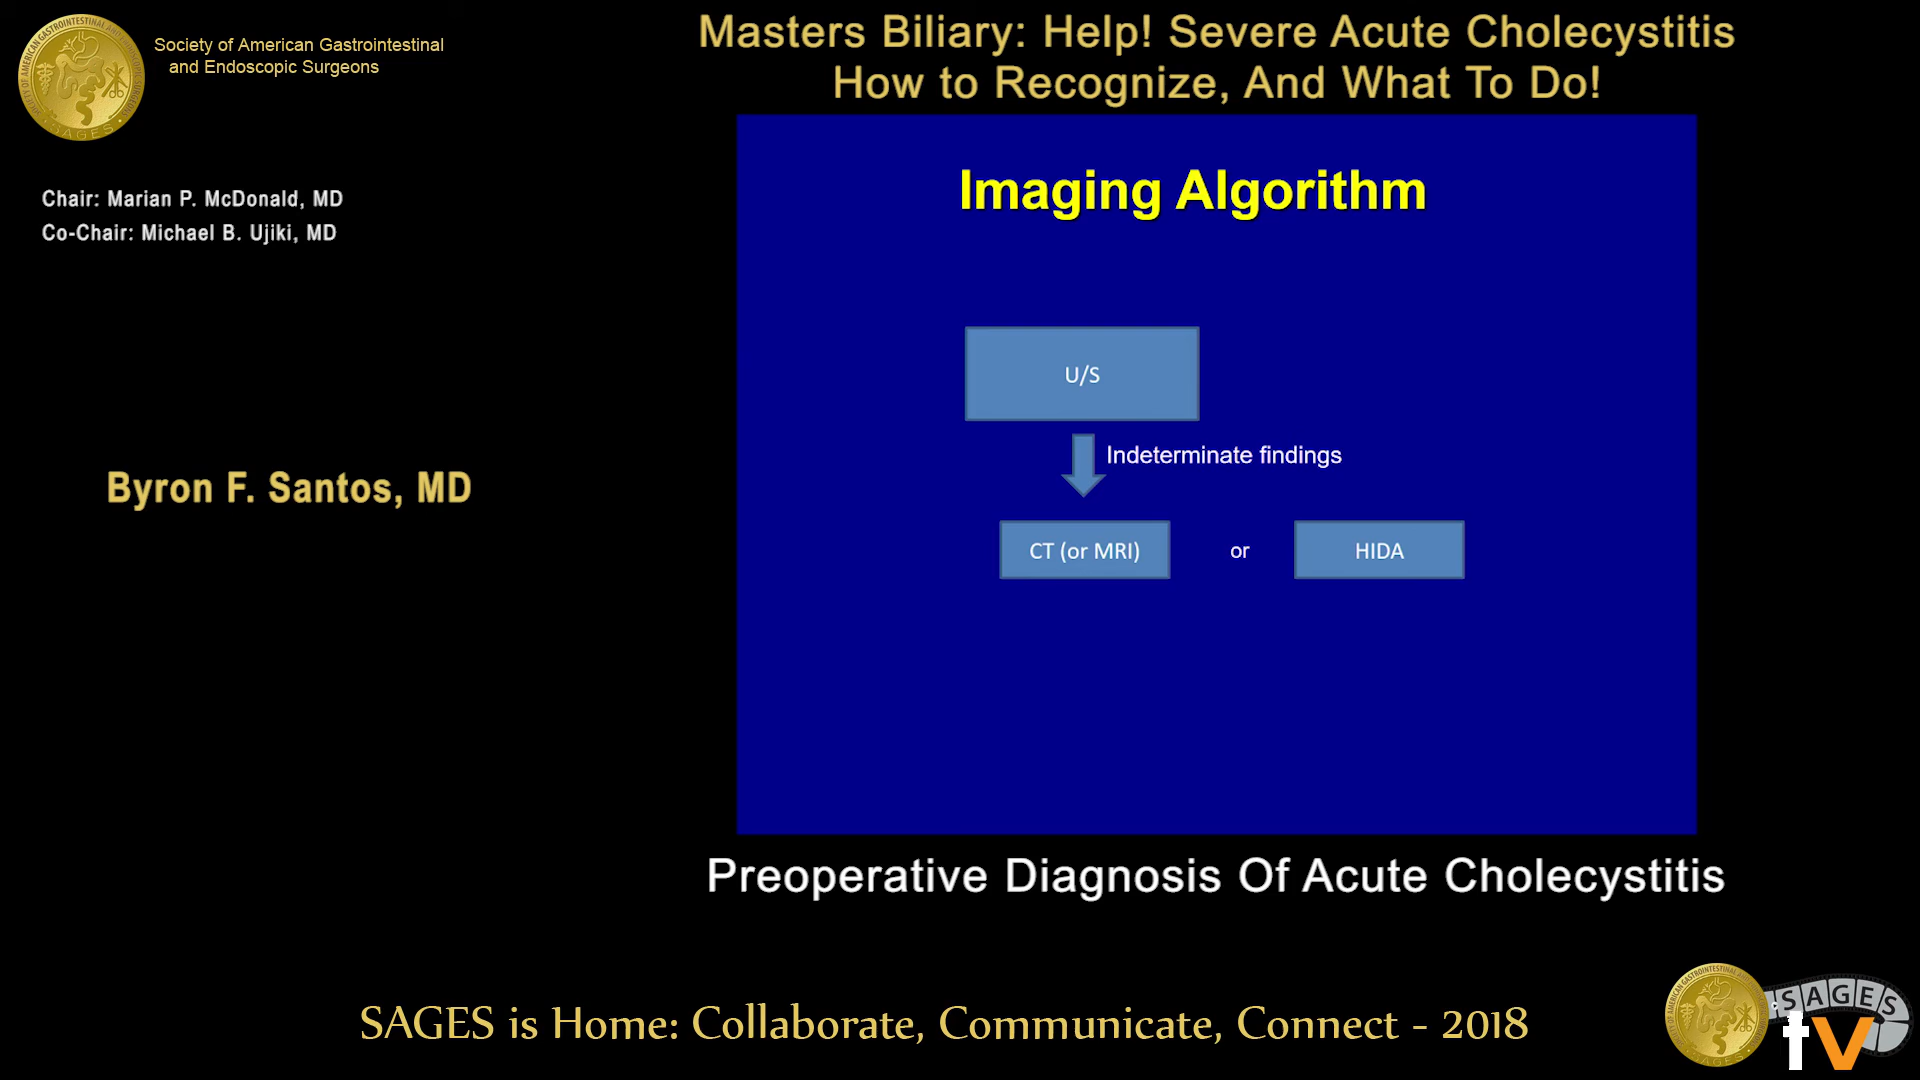 Society of American Gastrointestinal
and Endoscopic Surgeons
Masters Biliary: Help! Severe Acute Cholecystitis
How to Recognize, And What To Do!
Chair: Marian P. McDonald, MD
Co-Chair: Michael B. Ujiki, MD
Byron F. Santos, MD
Imaging Algorithm
U/S
Indeterminate findings
CT (or MRI)
or
HIDA
Preoperative Diagnosis Of Acute Cholecystitis
SAGES is Home: Collaborate, Communicate, Connect - 2018
SAGES
tv